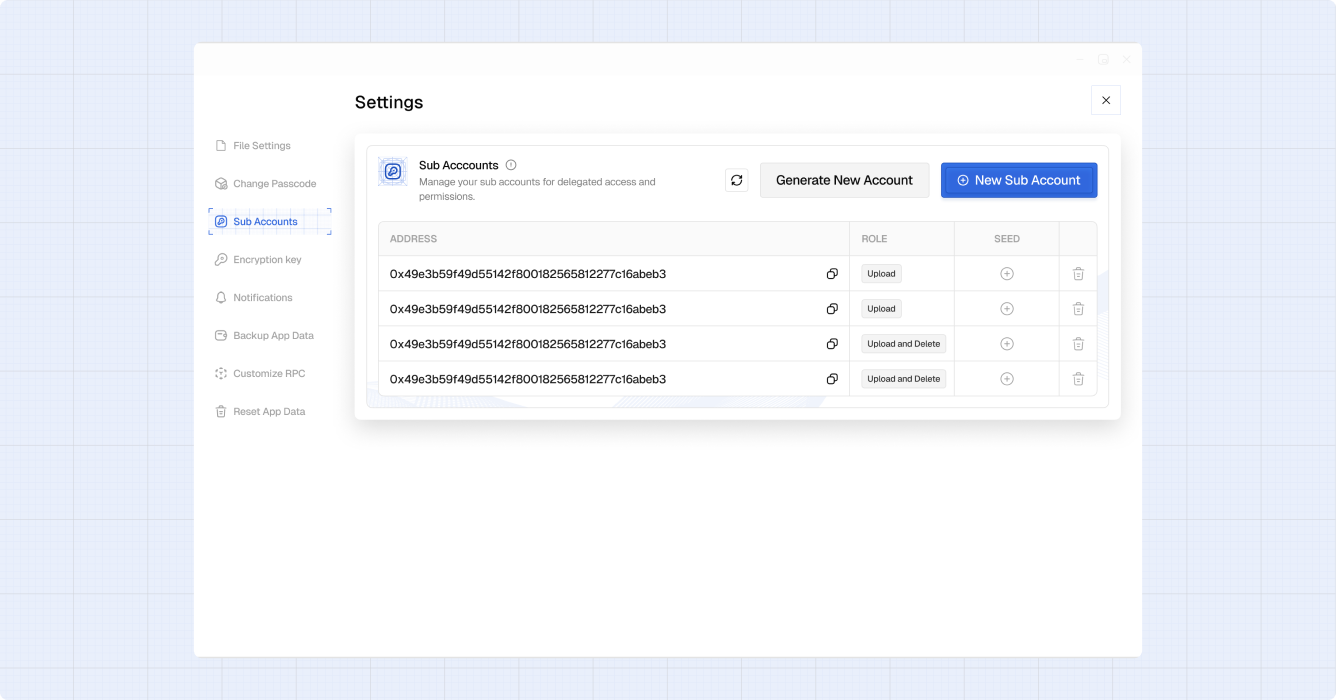 Settings
File Settings
Change Passcode
Sub Accounts
Encryption key
Notifications
Backup App Data
Customize RPC
Reset App Data
Sub Acccounts
Manage your sub accounts for delegated access and
permissions.
Generate New Account
New Sub Account
ADDRESS ROLE SEED
0x49e3b59f49d55142f800182565812277c16abeb3 Upload
0x49e3b59f49d55142f800182565812277c16abeb3 Upload
0x49e3b59f49d55142f800182565812277c16abeb3 Upload and Delete
0x49e3b59f49d55142f800182565812277c16abeb3 Upload and Delete